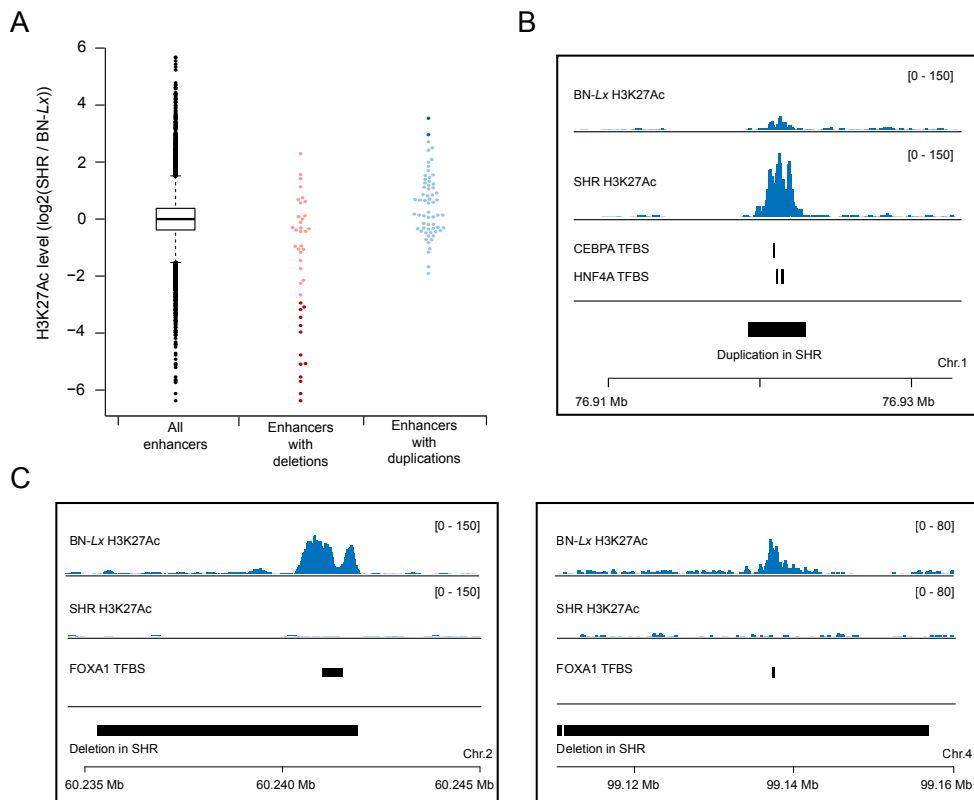 A
H3K27Ac level (log2(SHR / BN-Lx))
6
4
2
0
−2
−4
−6
All
enhancers
Enhancers
with
deletions
Enhancers
with
duplications
B
[0 - 150]
BN-Lx H3K27Ac
[0 - 150]
SHR H3K27Ac
CEBPA TFBS
HNF4A TFBS
Duplication in SHR
Chr.1
76.91 Mb
76.93 Mb
C
[0 - 150]
BN-Lx H3K27Ac
[0 - 150]
SHR H3K27Ac
FOXA1 TFBS
Deletion in SHR
Chr.2
60.235 Mb
60.240 Mb
60.245 Mb
[0 - 80]
BN-Lx H3K27Ac
[0 - 80]
SHR H3K27Ac
FOXA1 TFBS
Deletion in SHR
Chr.4
99.12 Mb
99.14 Mb
99.16 Mb